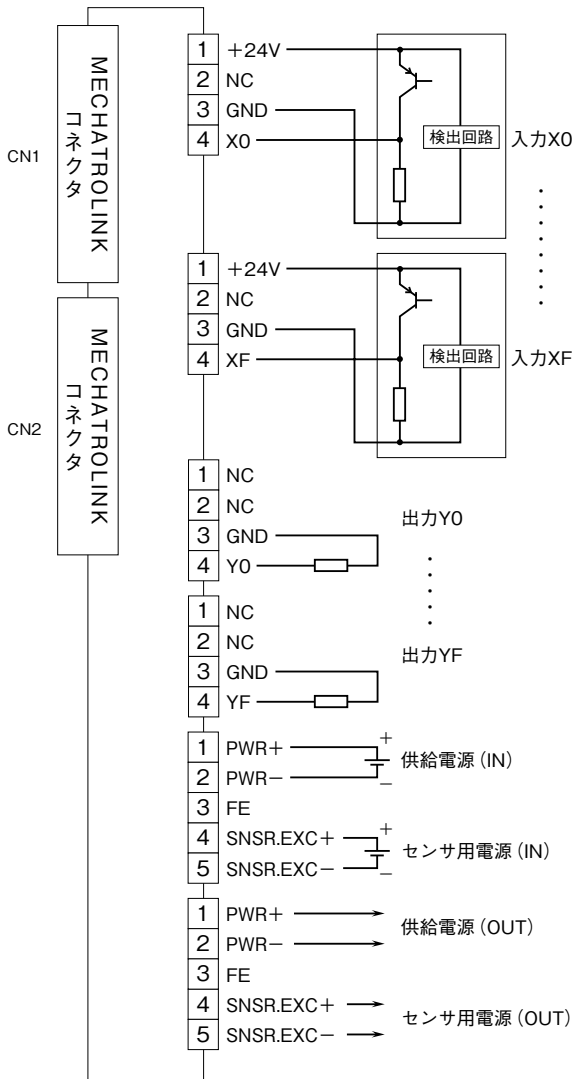 CN1
MECHATROLINK
コネクタ
CN2
MECHATROLINK
コネクタ
1 +24V
2 NC
3 GND
4 X0
検出回路
入力X0
1 +24V
2 NC
3 GND
4 XF
検出回路
入力XF
1 NC
2 NC
3 GND
4 Y0
出力Y0
1 NC
2 NC
3 GND
4 YF
出力YF
1 PWR+
2 PWR−
3 FE
4 SNSR.EXC+
5 SNSR.EXC−
+
−
供給電源(IN)
+
−
センサ用電源(IN)
1 PWR+
2 PWR−
3 FE
4 SNSR.EXC+
5 SNSR.EXC−
供給電源(OUT)
センサ用電源(OUT)